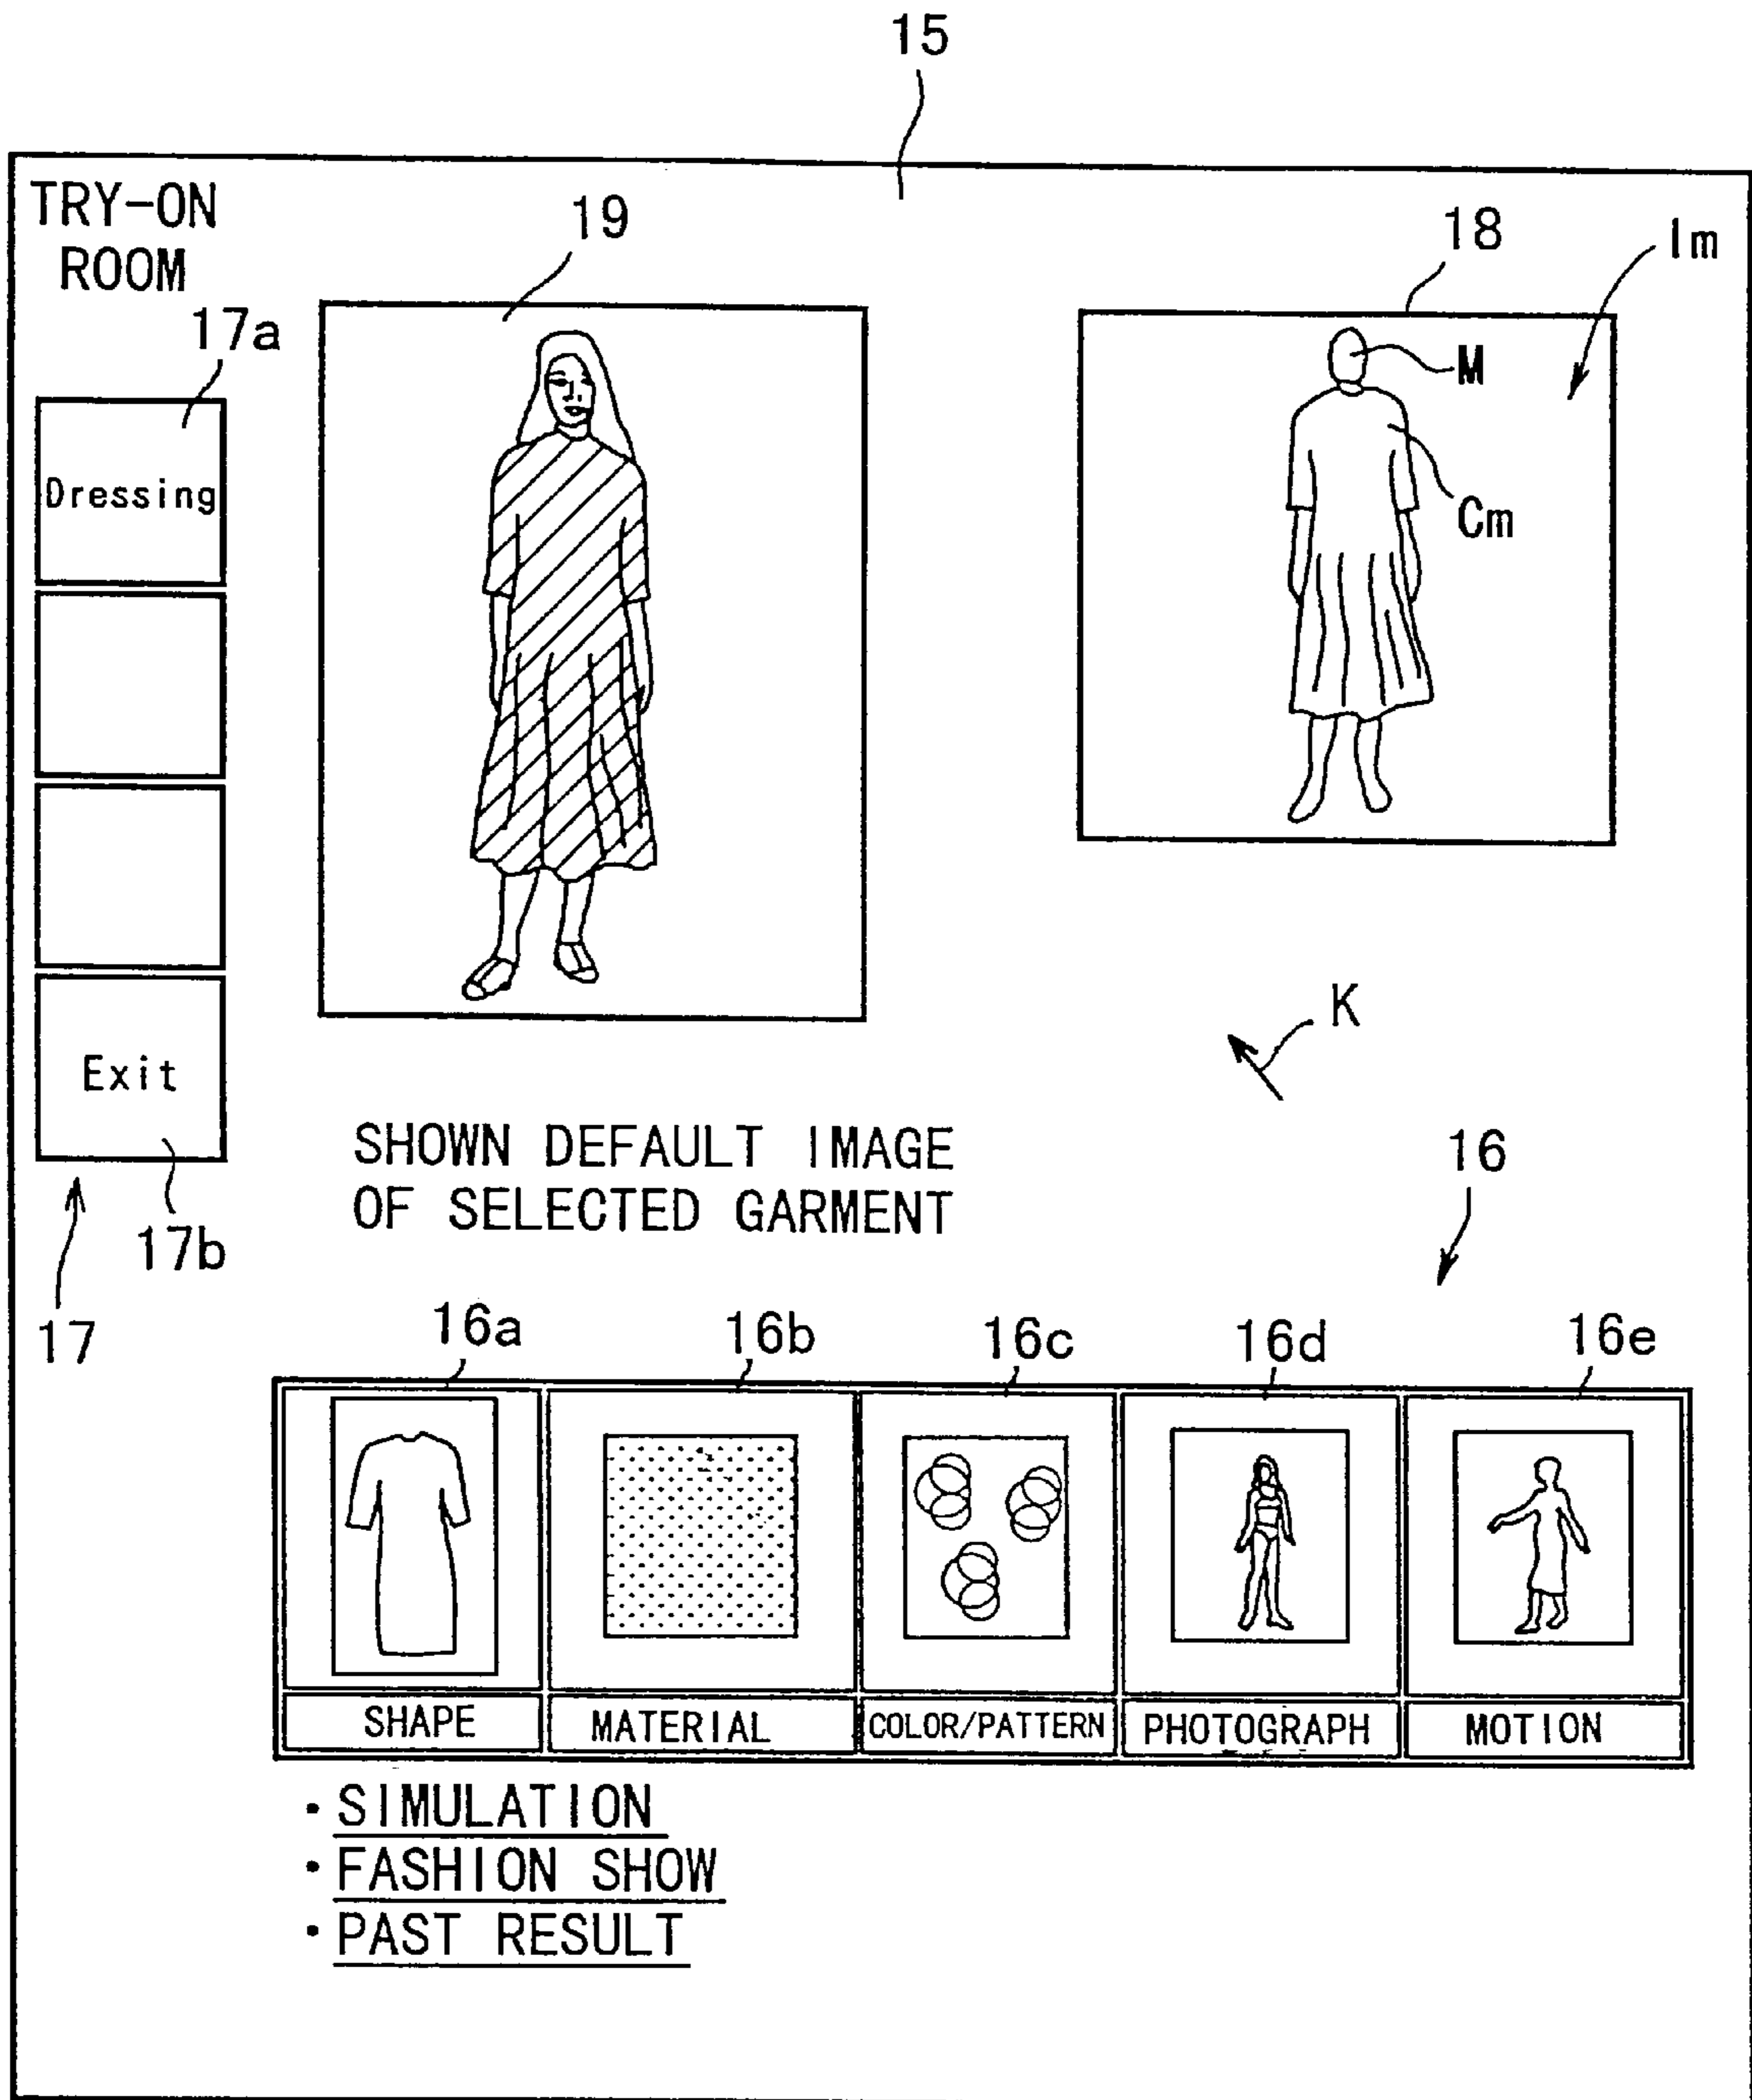 15
TRY-ON
ROOM
19
18
Im
17a
M
Dressing
Cm
K
Exit
SHOWN DEFAULT IMAGE
OF SELECTED GARMENT
16
17b
17
16a
16b
16c
16d
16e
SHAPE
MATERIAL
COLOR/PATTERN
PHOTOGRAPH
MOTION
・SIMULATION
・FASHION SHOW
・PAST RESULT